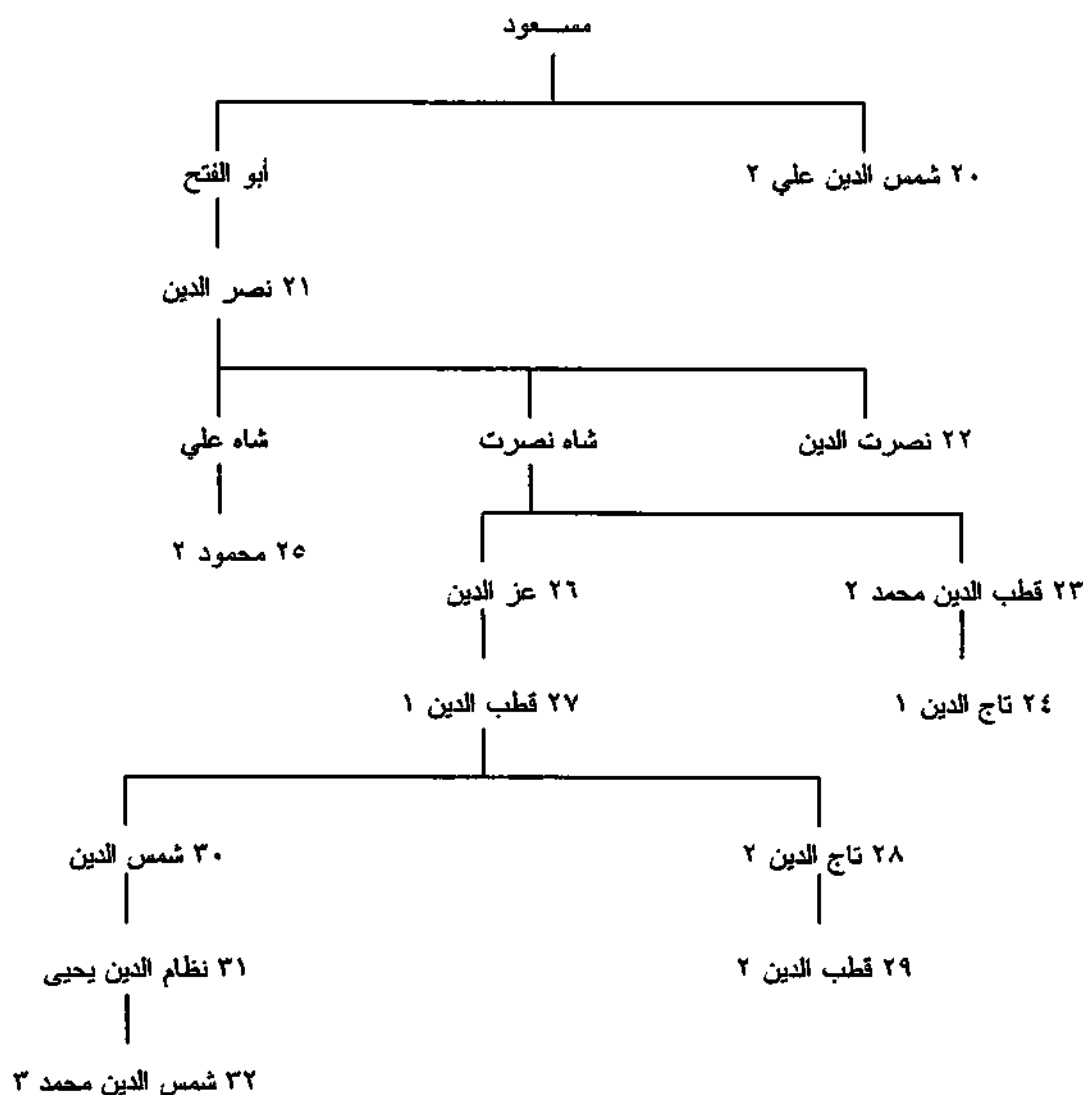 مسعود
٢٠ شمس الدين علي ٢
أبو الفتح
٢١ نصر الدين
٢٢ نصرت الدين
شاه نصرت
شاه علي
٢٥ محمود ٢
٢٣ قطب الدين محمد ٢
٢٦ عز الدين
٢٤ تاج الدين ١
٢٧ قطب الدين ١
٢٨ تاج الدين ٢
٣٠ شمس الدين
٢٩ قطب الدين ٢
٣١ نظام الدين يحيى
٣٢ شمس الدين محمد ٣